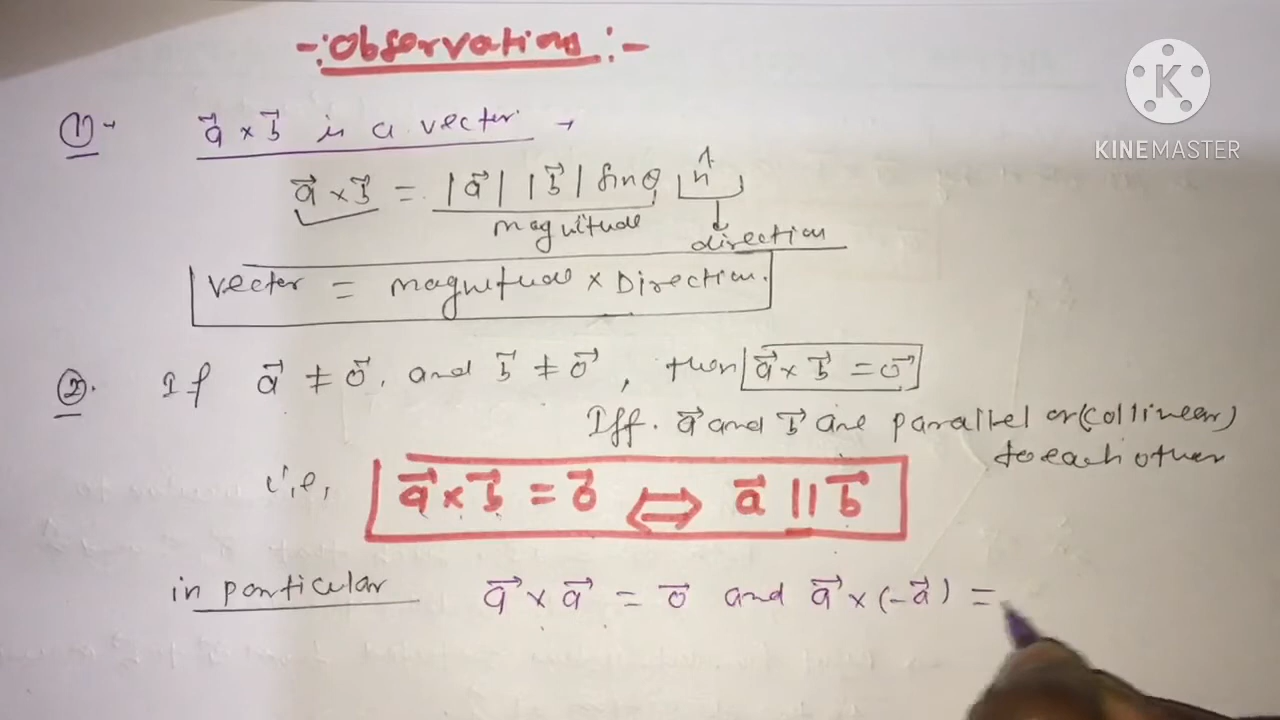 -: Observations :-
K
KINEMASTER
① a⃗ × b⃗ is a vector →
a⃗ × b⃗ = |a⃗| |b⃗| sinθ n̂
magnitude direction
vector = magnitude × Direction.
②. If a⃗ ≠ 0⃗, and b⃗ ≠ 0⃗, then a⃗ × b⃗ = 0⃗
Iff. a⃗ and b⃗ are parallel or (collinear)
to each other
i.e, a⃗ × b⃗ = 0⃗ ⇔ a⃗ || b⃗
in particular a⃗ × a⃗ = 0⃗ and a⃗ × (-a⃗) =